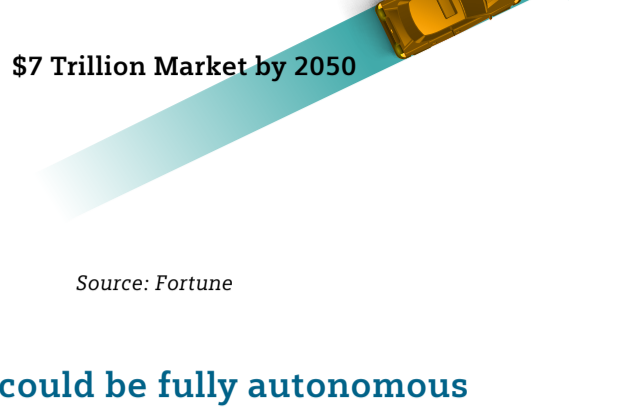 $7 Trillion Market by 2050
Source: Fortune
could be fully autonomous